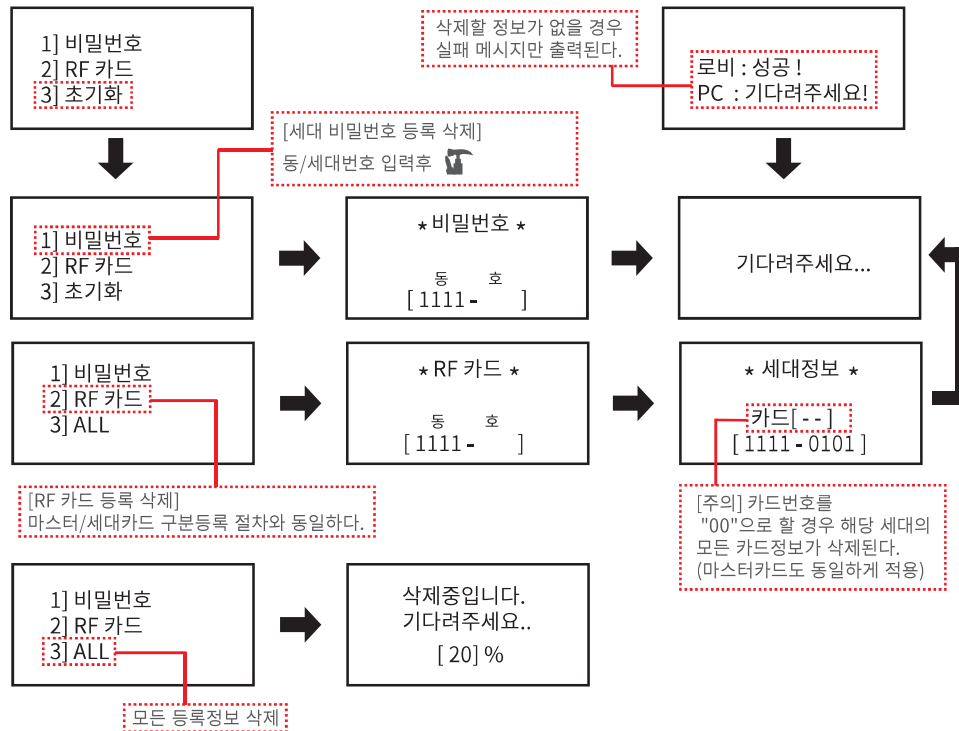 1] 비밀번호
2] RF 카드
3] 초기화
삭제할 정보가 없을 경우
실패 메시지만 출력된다.
로비 : 성공 !
PC : 기다려주세요!
[세대 비밀번호 등록 삭제]
동/세대번호 입력후
1] 비밀번호
2] RF 카드
3] 초기화
* 비밀번호 *
동 호
[ 1111 - ]
기다려주세요...
1] 비밀번호
2] RF 카드
3] ALL
* RF 카드 *
동 호
[ 1111 - ]
* 세대정보 *
카드[ - - ]
[ 1111 - 0101 ]
[RF 카드 등록 삭제]
마스터/세대카드 구분등록 절차와 동일하다.
[주의] 카드번호를
"00"으로 할 경우 해당 세대의
모든 카드정보가 삭제된다.
(마스터카드도 동일하게 적용)
1] 비밀번호
2] RF 카드
3] ALL
삭제중입니다.
기다려주세요..
[ 20] %
모든 등록정보 삭제